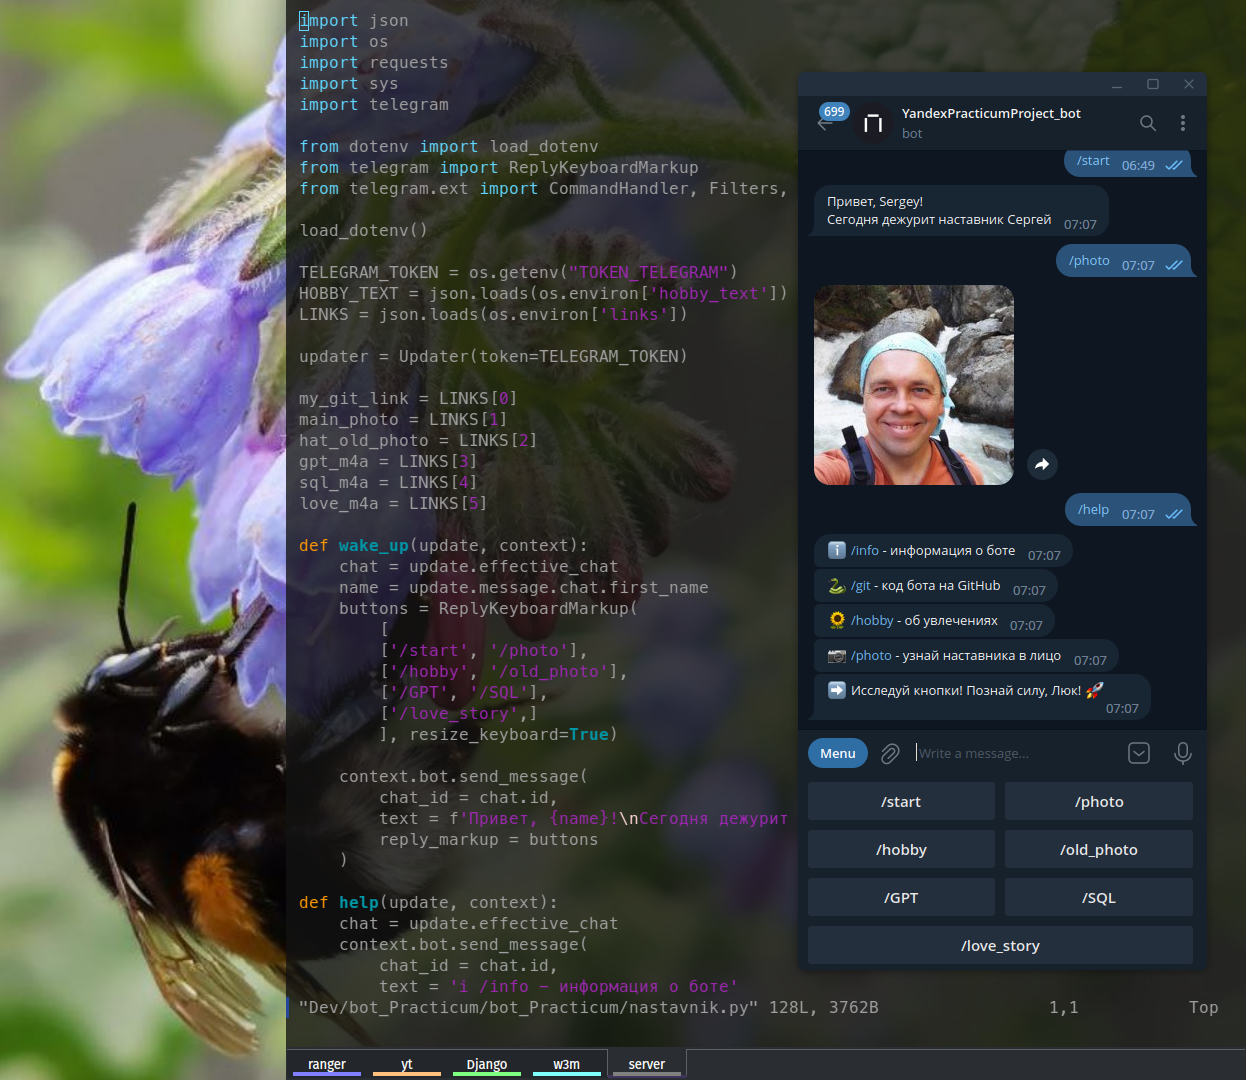 import json
import os
import requests
import sys
import telegram
from dotenv import load_dotenv
from telegram import ReplyKeyboardMarkup
from telegram.ext import CommandHandler, Filters,
load_dotenv()
TELEGRAM_TOKEN = os.getenv("TOKEN_TELEGRAM")
HOBBY_TEXT = json.loads(os.environ['hobby_text'])
LINKS = json.loads(os.environ['links'])
updater = Updater(token=TELEGRAM_TOKEN)
my_git_link = LINKS[0]
main_photo = LINKS[1]
hat_old_photo = LINKS[2]
gpt_m4a = LINKS[3]
sql_m4a = LINKS[4]
love_m4a = LINKS[5]
def wake_up(update, context):
    chat = update.effective_chat
    name = update.message.chat.first_name
    buttons = ReplyKeyboardMarkup(
        [
        ['/start', '/photo'],
        ['/hobby', '/old_photo'],
        ['/GPT', '/SQL'],
        ['/love_story',]
        ], resize_keyboard=True)
    context.bot.send_message(
        chat_id = chat.id,
        text = f'Привет, {name}!\nСегодня дежурит
        reply_markup = buttons
    )
def help(update, context):
    chat = update.effective_chat
    context.bot.send_message(
        chat_id = chat.id,
        text = 'i /info – информация о боте'
"Dev/bot_Practicum/bot_Practicum/nastavnik.py" 128L, 3762B 1,1 Top
ranger yt Django w3m server
699
YandexPracticumProject_bot
bot
/start 06:49
Привет, Sergey!
Сегодня дежурит наставник Сергей 07:07
/photo 07:07
/help 07:07
/info - информация о боте 07:07
/git - код бота на GitHub 07:07
/hobby - об увлечениях 07:07
/photo - узнай наставника в лицо 07:07
Исследуй кнопки! Познай силу, Люк! 07:07
Menu Write a message...
/start /photo
/hobby /old_photo
/GPT /SQL
/love_story